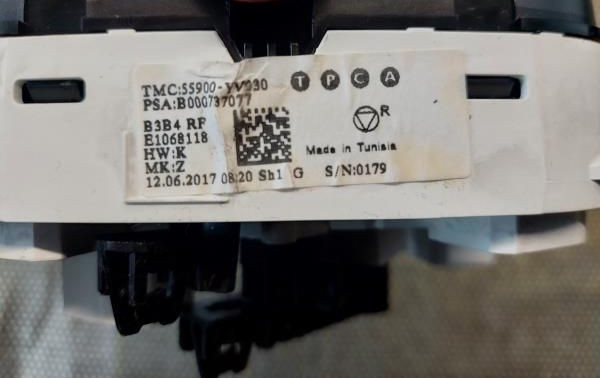 TMC:55900-YV030 T P C A
PSA:B000737077
B3B4 RF
E1068118
HW:K
MK:Z
12.06.2017 08:20 Sh1 G S/N:0179
R
Made in Tunisia